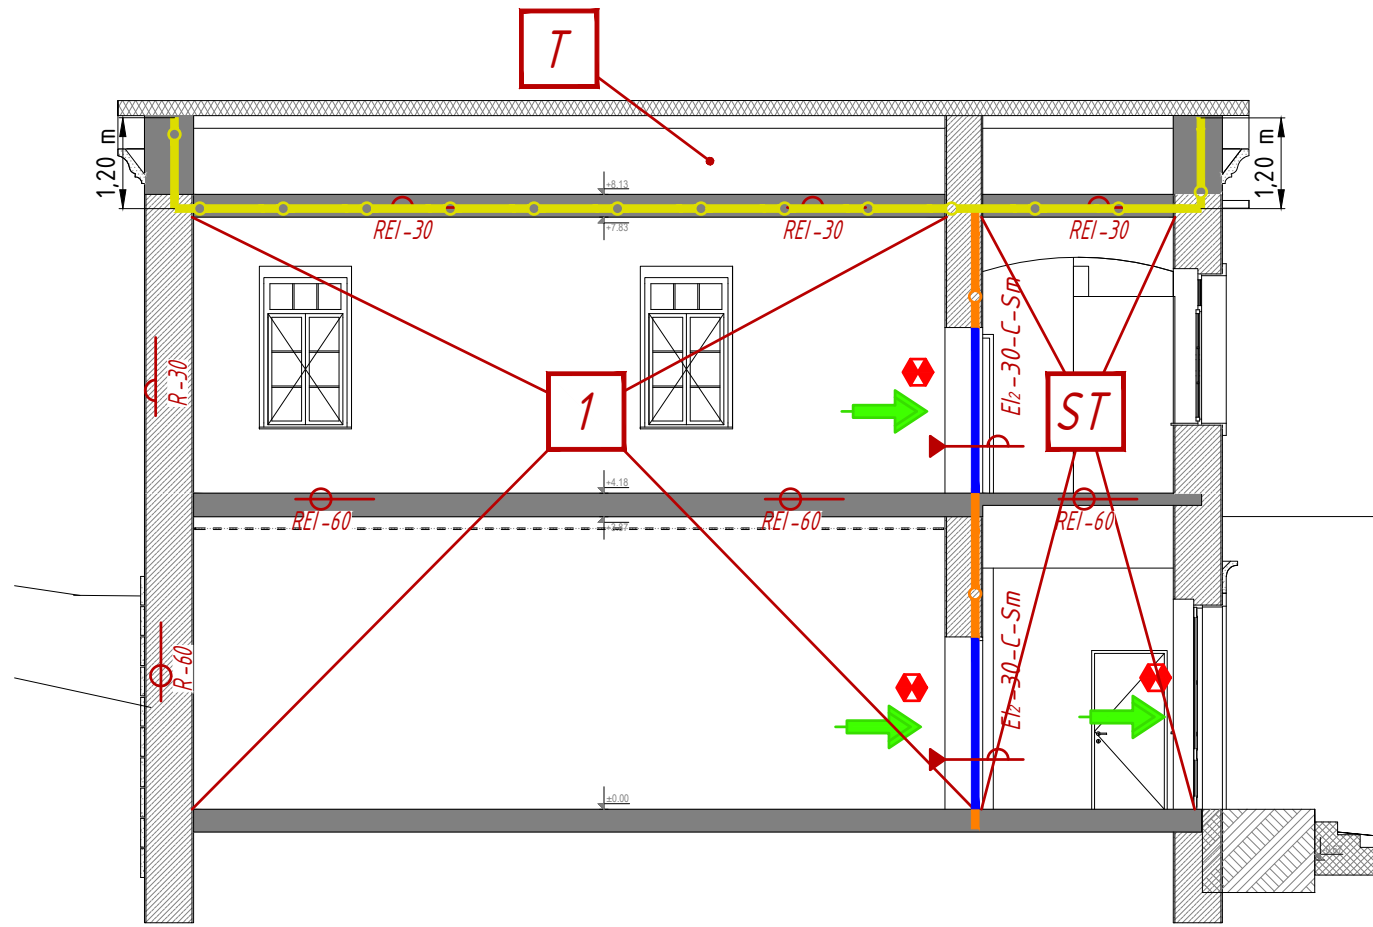 T
1,20 m
1,20 m
+8.13
REI-30
REI-30
REI-30
+7.83
EI₂-30-C-Sm
R-30
1
ST
+4.18
REI-60
REI-60
REI-60
EI₂-30-C-Sm
R-60
±0.00